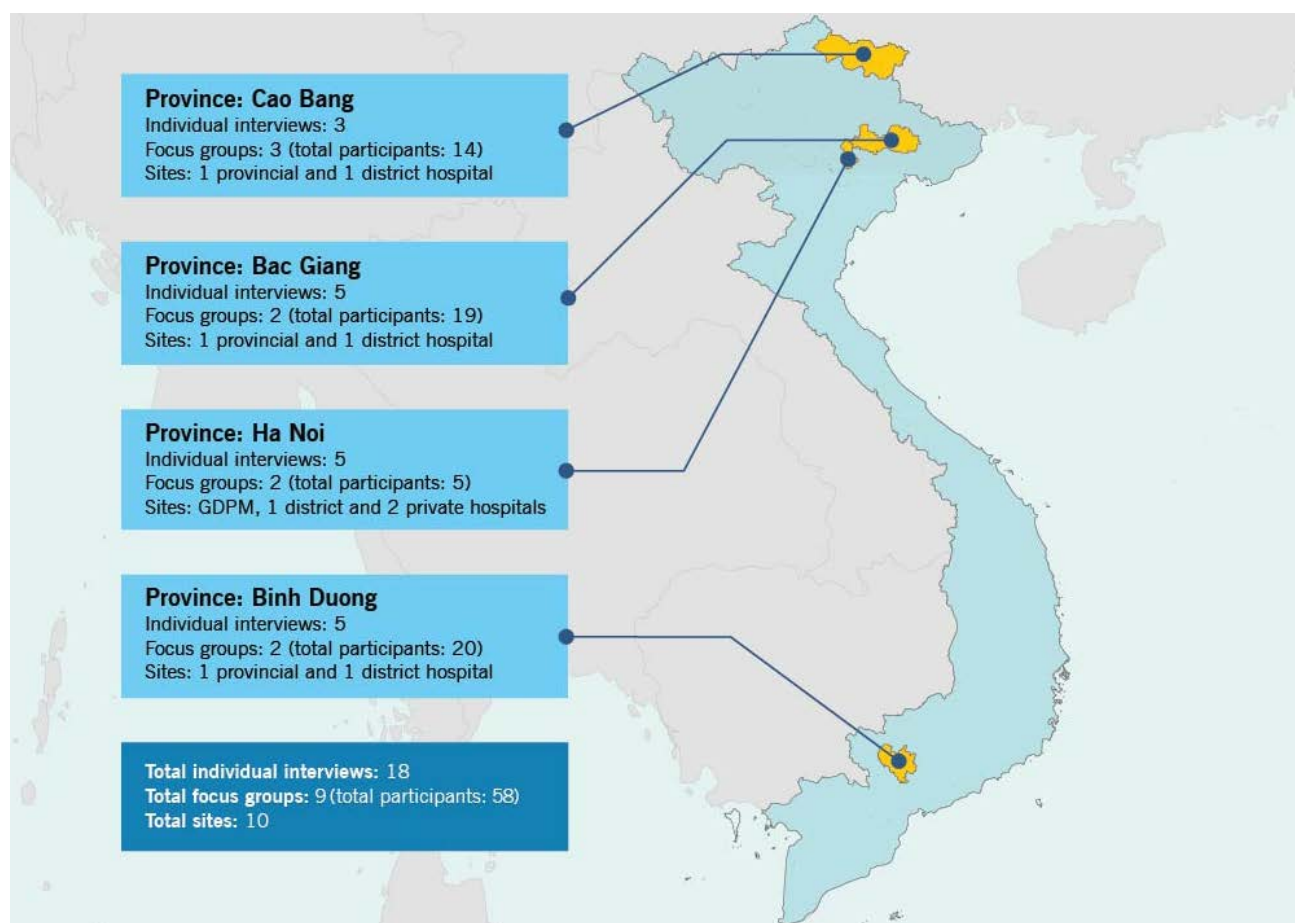 Province: Cao Bang
Individual interviews: 3
Focus groups: 3 (total participants: 14)
Sites: 1 provincial and 1 district hospital
Province: Bac Giang
Individual interviews: 5
Focus groups: 2 (total participants: 19)
Sites: 1 provincial and 1 district hospital
Province: Ha Noi
Individual interviews: 5
Focus groups: 2 (total participants: 5)
Sites: GDPM, 1 district and 2 private hospitals
Province: Binh Duong
Individual interviews: 5
Focus groups: 2 (total participants: 20)
Sites: 1 provincial and 1 district hospital
Total individual interviews: 18
Total focus groups: 9 (total participants: 58)
Total sites: 10